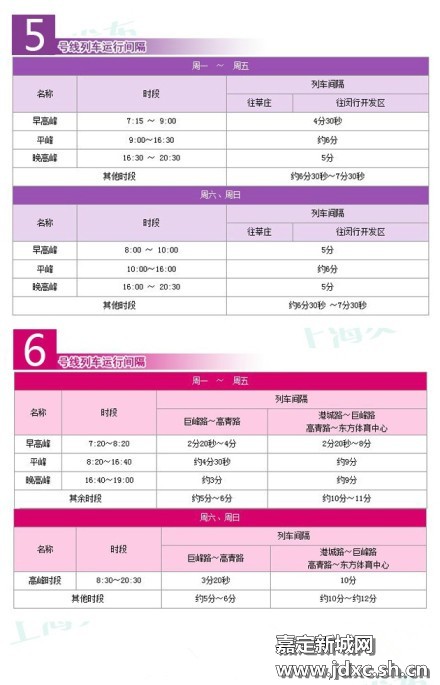 5 号线列车运行间隔
周一 ~ 周五
名称 时段 列车间隔
往莘庄 往闵行开发区
早高峰 7:15 ~ 9:00 4分30秒
平峰 9:00~16:30 约6分
晚高峰 16:30 ~ 20:30 5分
其他时段 约6分30秒~7分30秒
周六、周日
名称 时段 列车间隔
往莘庄 往闵行开发区
早高峰 8:00 ~ 10:00 5分
平峰 10:00~16:00 约6分
晚高峰 16:00 ~ 20:30 5分
其他时段 约6分30秒 ~7分30秒
上海发
6 号线列车运行间隔
周一 ~ 周五
名称 时段 列车间隔
巨峰路~高青路 港城路~巨峰路
高青路~东方体育中心
早高峰 7:20~8:20 2分20秒~4分 2分20秒~8分
平峰 8:20~16:40 约4分30秒 约9分
晚高峰 16:40~19:00 约3分 约9分
其余时段 约5分~6分 约10分~11分
周六、周日
名称 时段 列车间隔
巨峰路~高青路 港城路~巨峰路
高青路~东方体育中心
高峰时段 8:30~20:30 3分20秒 10分
其他时段 约5分~6分 约10分~约12分
嘉定新城网
www.jdxc.sh.cn